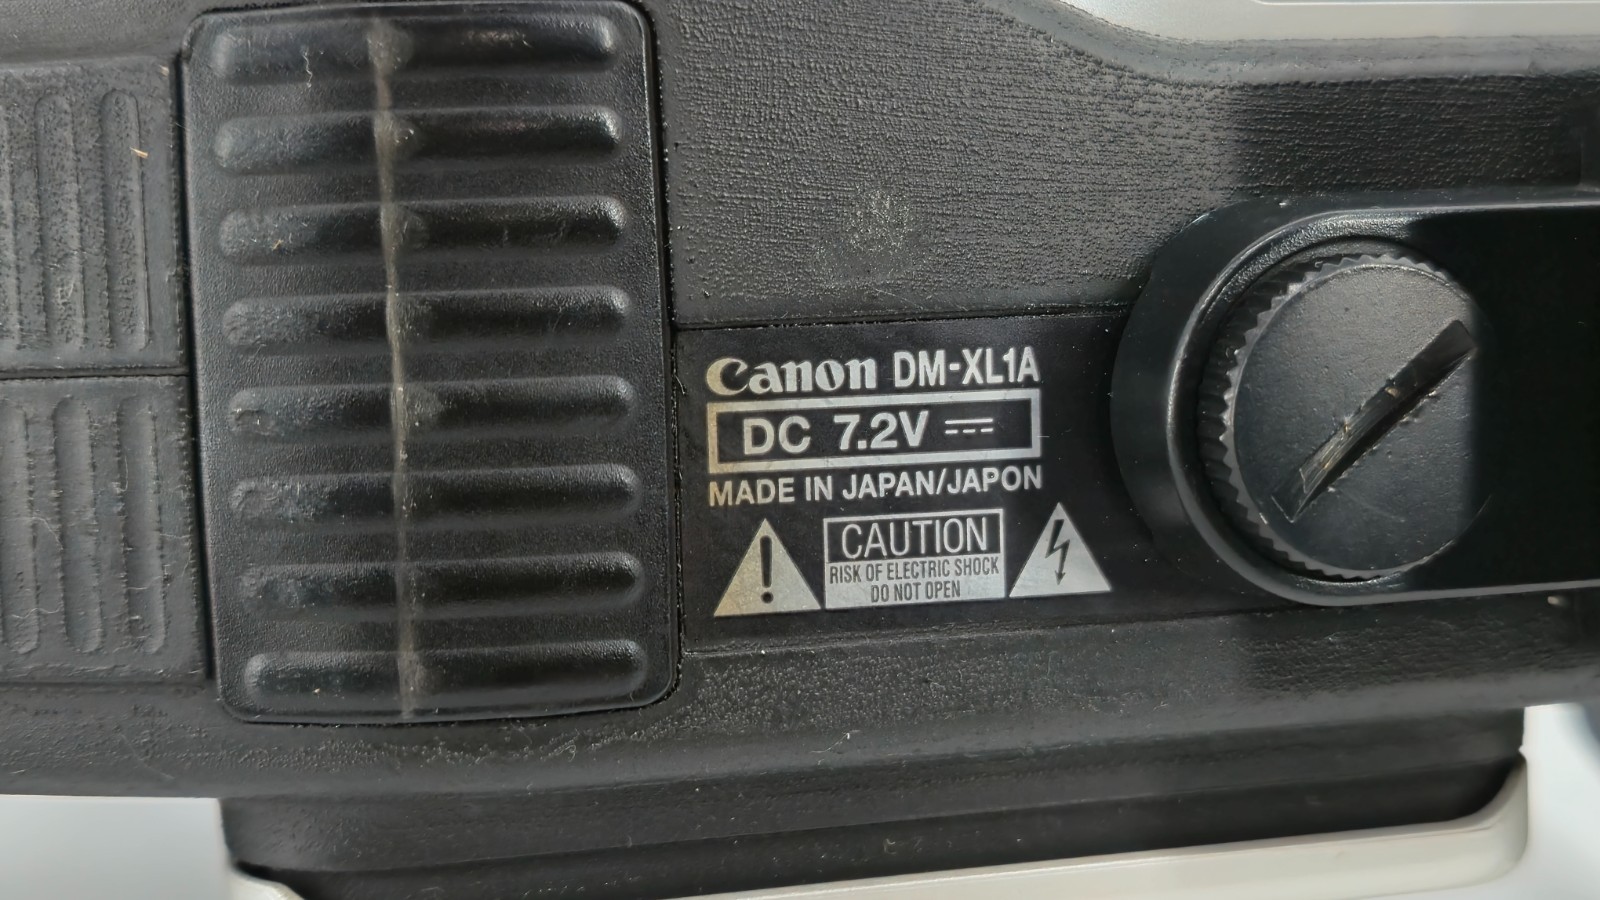 Canon DM-XL1A
DC 7.2V ⎓
MADE IN JAPAN/JAPON
CAUTION
RISK OF ELECTRIC SHOCK
DO NOT OPEN